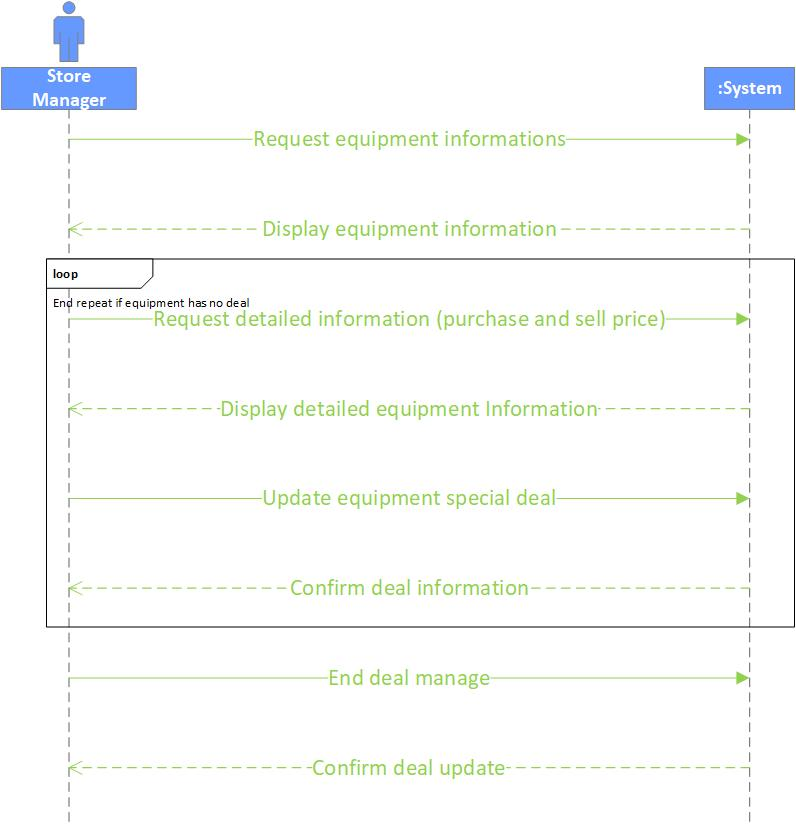 Store
Manager
:System
Request equipment informations
Display equipment information
loop
End repeat if equipment has no deal
Request detailed information (purchase and sell price)
Display detailed equipment Information
Update equipment special deal
Confirm deal information
End deal manage
Confirm deal update